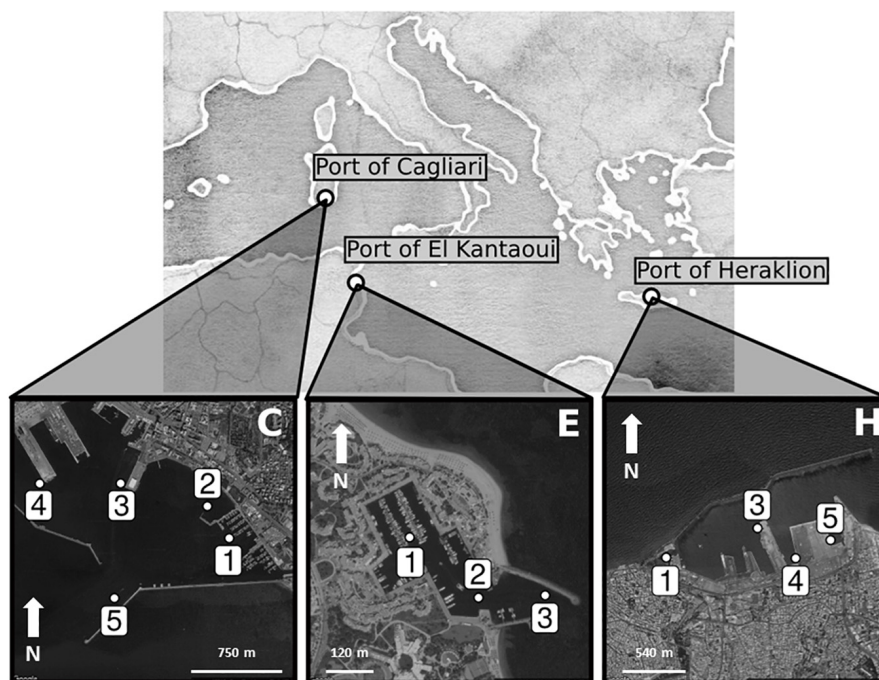 Port of Cagliari
Port of El Kantaoui
Port of Heraklion
C
2
4
3
1
5
N
750 m
E
N
1
2
3
120 m
H
N
3
5
1
4
540 m